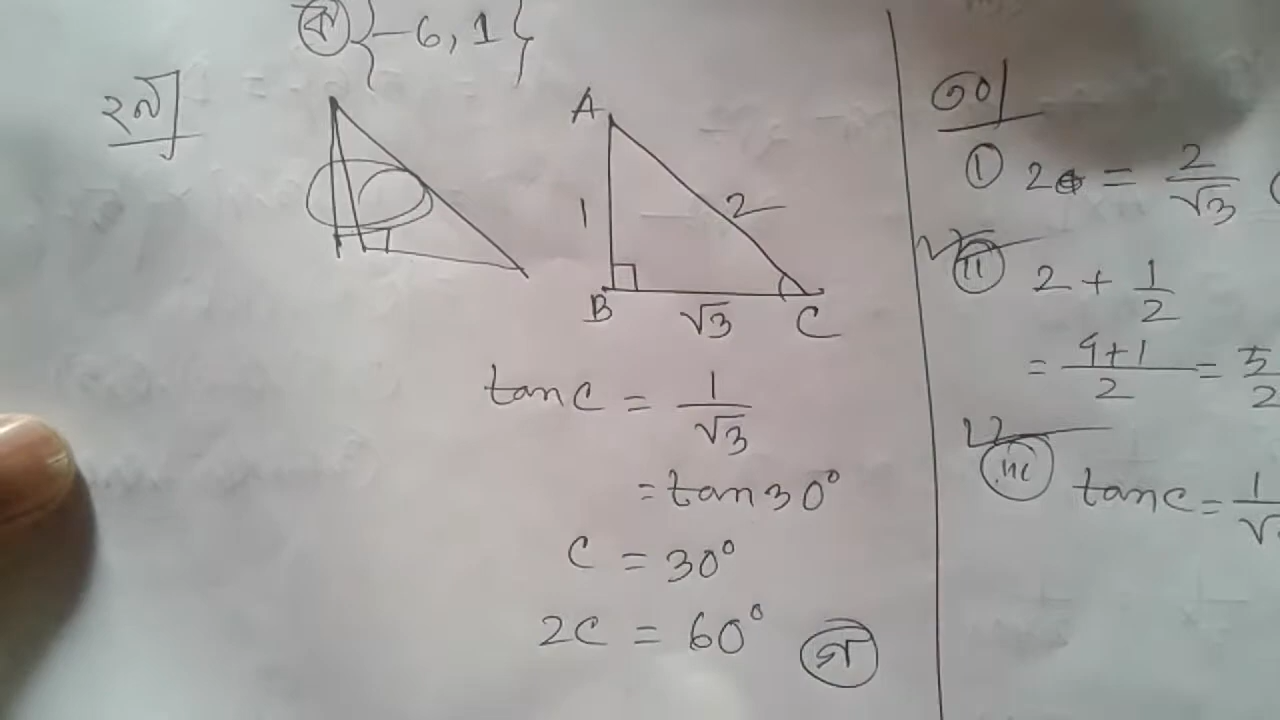 ক {-6, 1}
২৯
A
1
2
B
√3
C
tan C = 1/√3
= tan 30°
C = 30°
2C = 60° গ
৩০
i = 2/√3
ii 2 + 1/2
= 4+1/2 = 5/2
iii tan C = 1/√